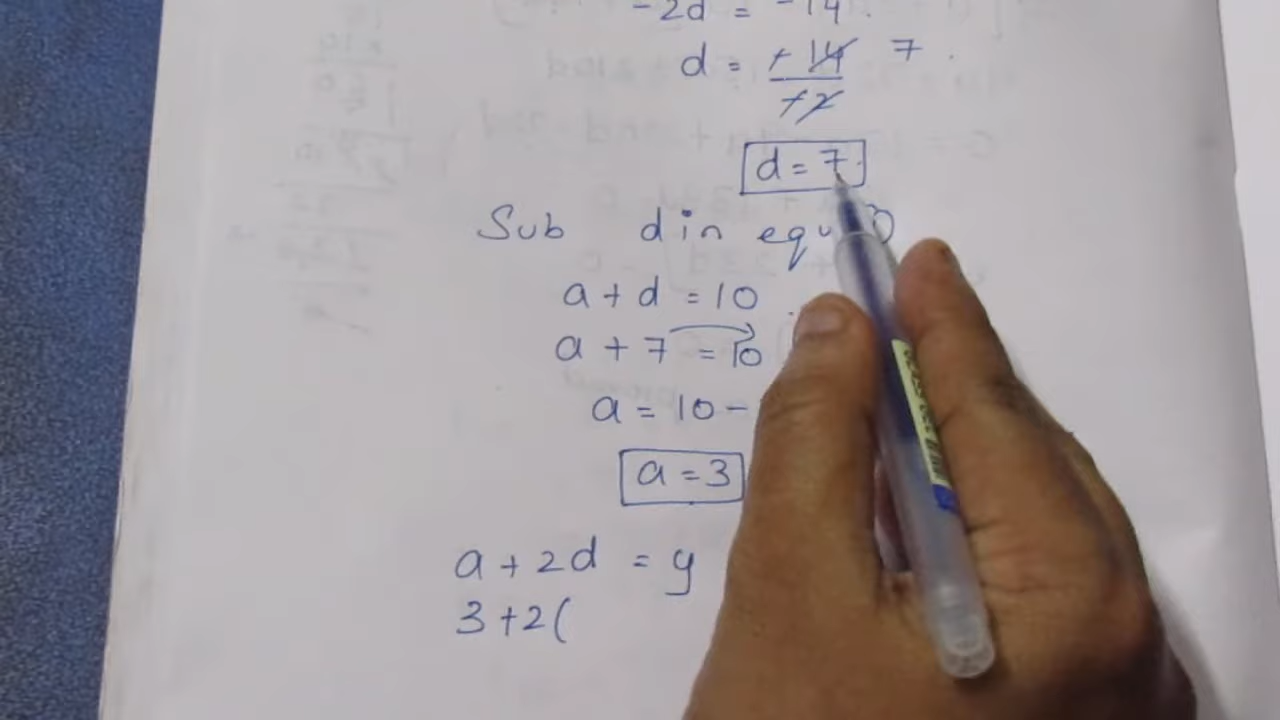 -2d = -14.
d = -14 7.
-2
d = 7.
Sub d in equ
a + d = 10
a + 7 = 10
a = 10 -
a = 3
a + 2d = y
3 + 2(